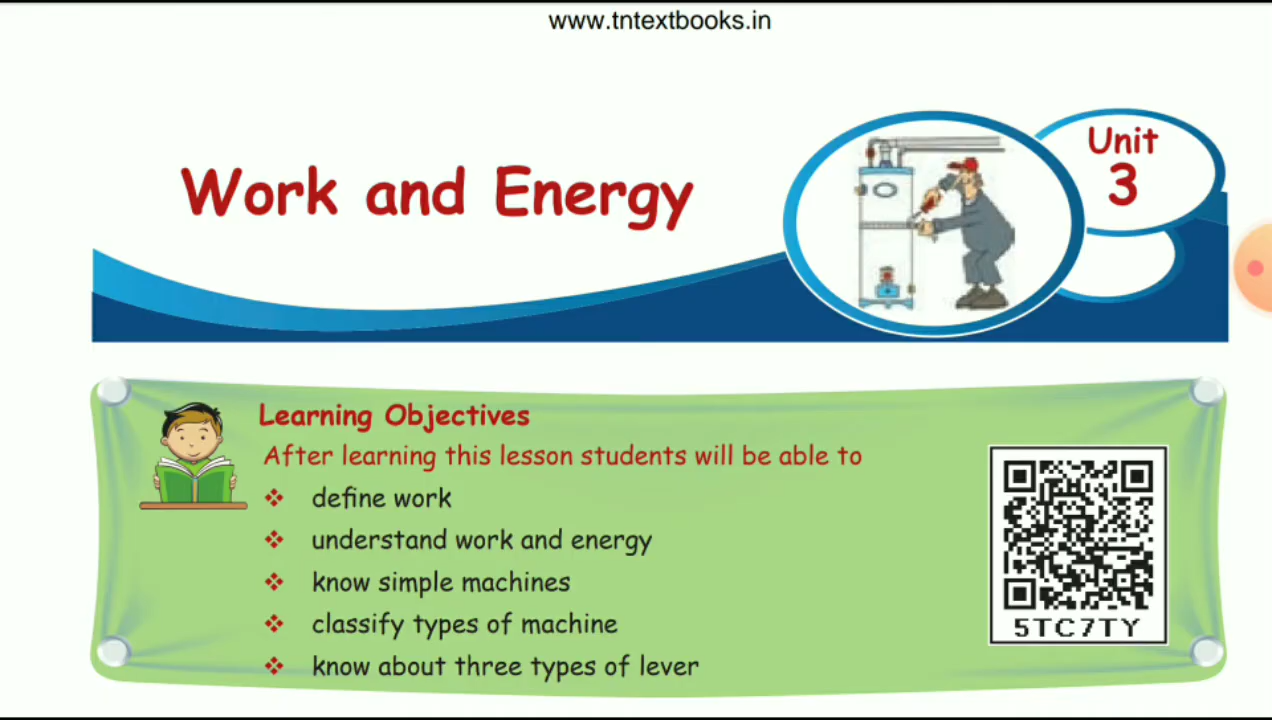 www.tntextbooks.in
Unit
3
Work and Energy
Learning Objectives
After learning this lesson students will be able to
❖ define work
❖ understand work and energy
❖ know simple machines
❖ classify types of machine
❖ know about three types of lever
5TC7TY